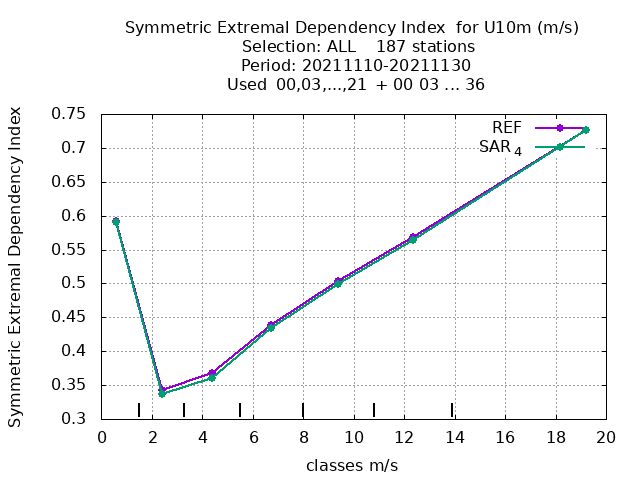 Symmetric Extremal Dependency Index for U10m (m/s)
Selection: ALL 187 stations
Period: 20211110-20211130
Used 00,03,...,21 + 00 03 ... 36
Symmetric Extremal Dependency Index
0.75
0.7
0.65
0.6
0.55
0.5
0.45
0.4
0.35
0.3
REF
SAR 4
0 2 4 6 8 10 12 14 16 18 20
classes m/s